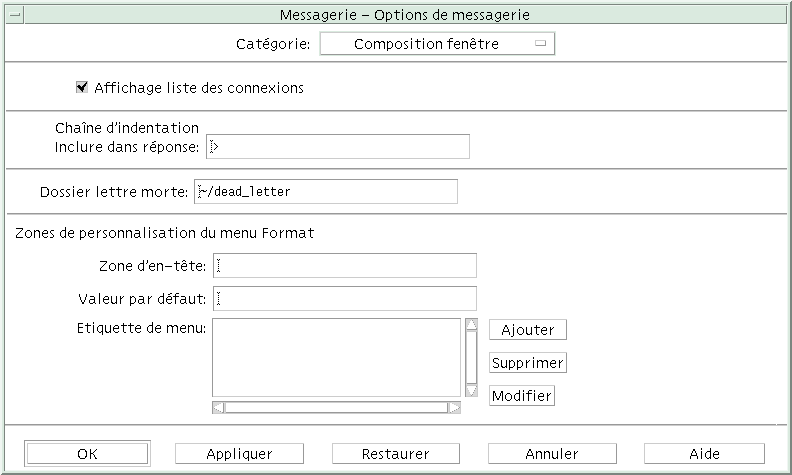 Messagerie – Options de messagerie
Catégorie: Composition fenêtre
Affichage liste des connexions
Chaîne d'indentation
Inclure dans réponse: >
Dossier lettre morte: ~/dead_letter
Zones de personnalisation du menu Format
Zone d'en–tête:
Valeur par défaut:
Etiquette de menu:
Ajouter
Supprimer
Modifier
OK Appliquer Restaurer Annuler Aide